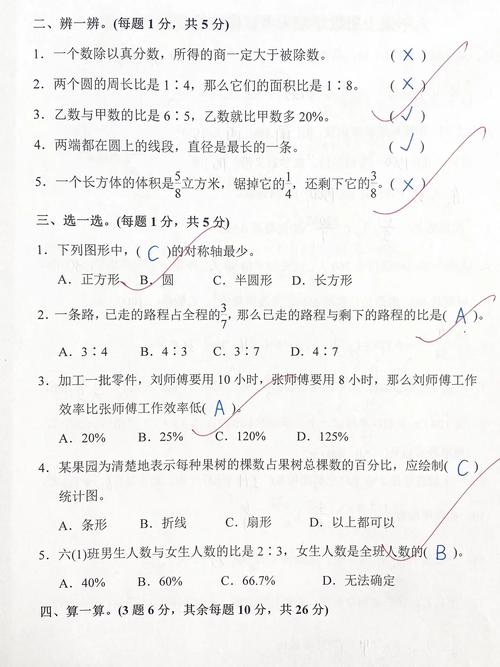 二、辨一辨。(每题1分，共5分)
1．一个数除以真分数，所得的商一定大于被除数。 ( × )
2．两个圆的周长比是1∶4，那么它们的面积比是1∶8。 ( × )
3．乙数与甲数的比是6∶5，乙数就比甲数多20%。 ( √ )
4．两端都在圆上的线段，直径是最长的一条。 ( √ )
5．一个长方体的体积是5/8立方米，锯掉它的1/4，还剩下它的3/8。 ( × )
三、选一选。(每题1分，共5分)
1．下列图形中，( C )的对称轴最少。
A．正方形 B．圆 C．半圆形 D．长方形
2．一条路，已走的路程占全程的3/7，那么已走的路程与剩下的路程的比是( A )。
A．3∶4 B．4∶3 C．3∶7 D．4∶7
3．加工一批零件，刘师傅要用10小时，张师傅要用8小时，那么刘师傅工作
效率比张师傅工作效率低( A )。
A．20% B．25% C．120% D．125%
4．某果园为清楚地表示每种果树的棵数占果树总棵数的百分比，应绘制( C )
统计图。
A．条形 B．折线 C．扇形 D．以上都可以
5．六(1)班男生人数与女生人数的比是2∶3，女生人数是全班人数的( B )。
A．40% B．60% C．66.7% D．无法确定
四、算一算。(3题6分，其余每题10分，共26分)